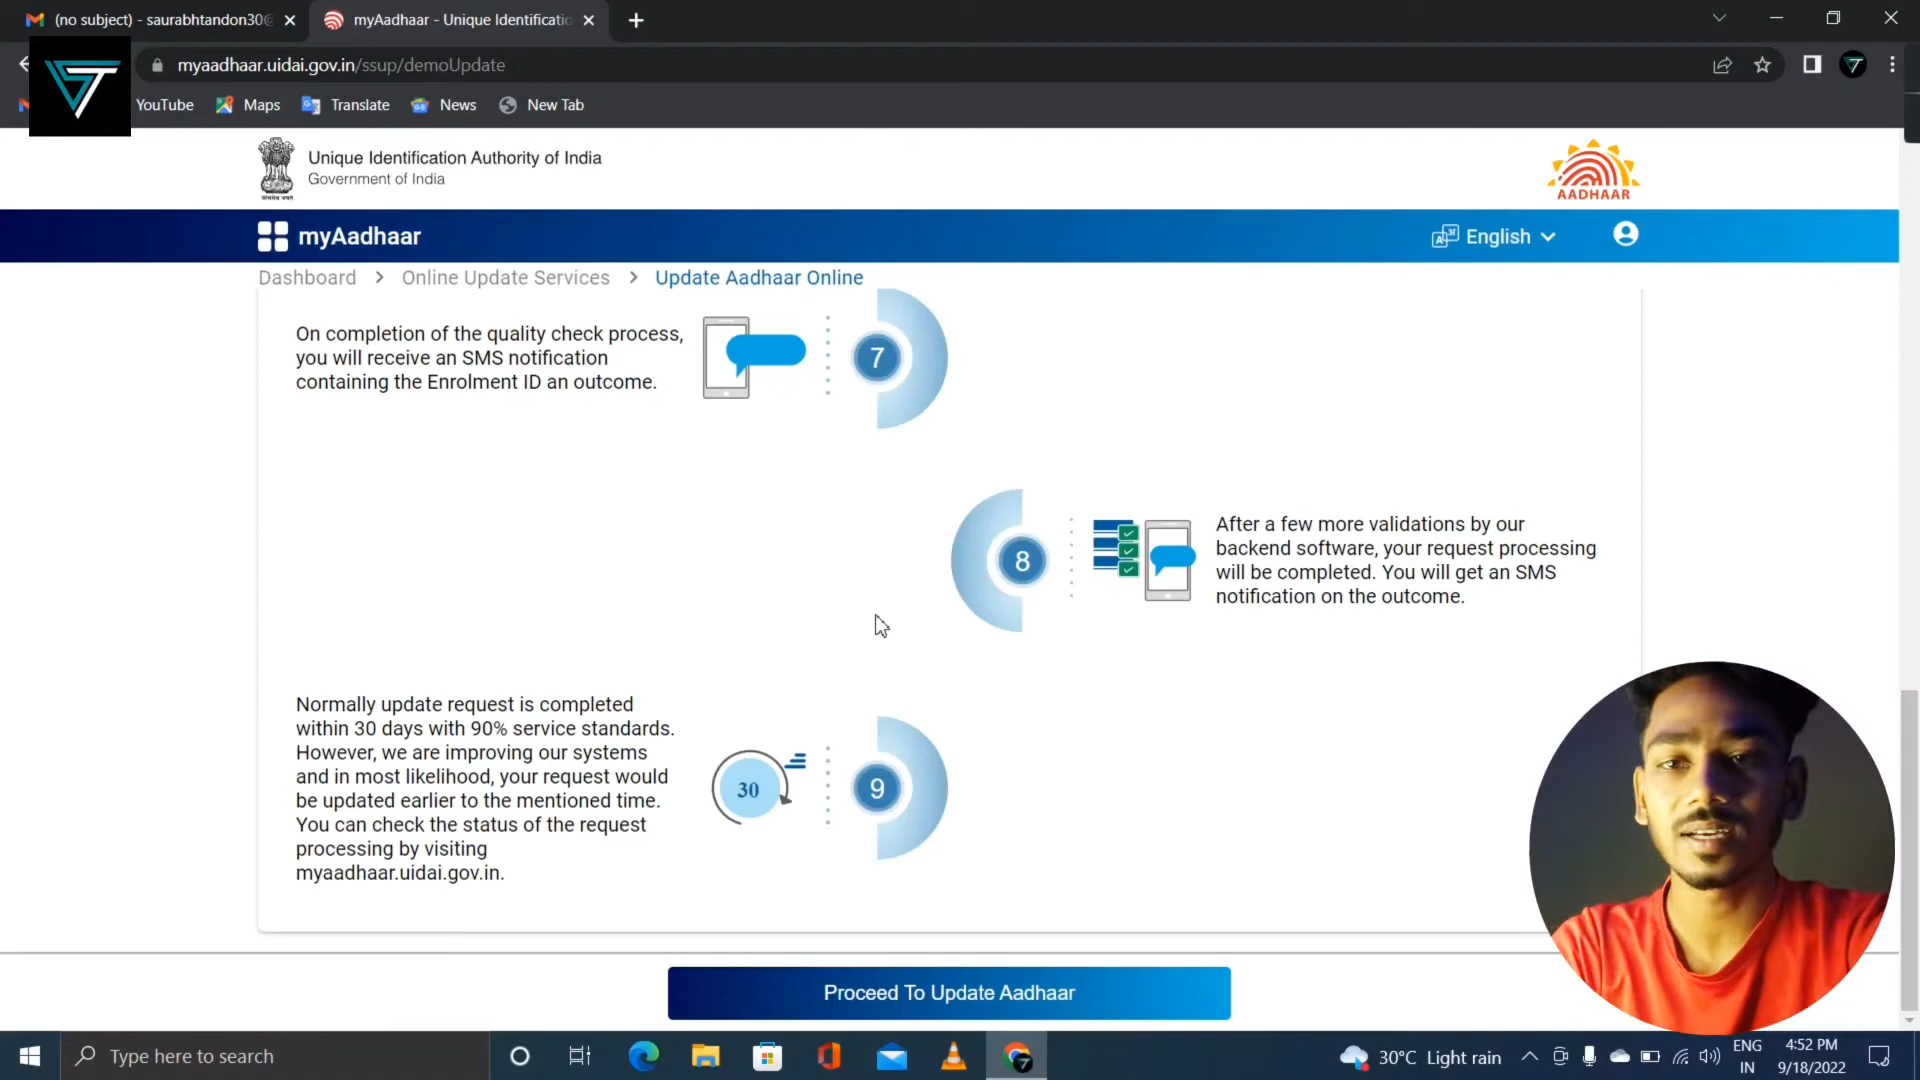 (no subject) - saurabhtandon30@
myAadhaar - Unique Identificatio
myaadhaar.uidai.gov.in/ssup/demoUpdate
YouTube
Maps
Translate
News
New Tab
Unique Identification Authority of India
Government of India
AADHAAR
myAadhaar
English
Dashboard > Online Update Services > Update Aadhaar Online
On completion of the quality check process,
you will receive an SMS notification
containing the Enrolment ID an outcome.
7
8
After a few more validations by our
backend software, your request processing
will be completed. You will get an SMS
notification on the outcome.
Normally update request is completed
within 30 days with 90% service standards.
However, we are improving our systems
and in most likelihood, your request would
be updated earlier to the mentioned time.
You can check the status of the request
processing by visiting
myaadhaar.uidai.gov.in.
30
9
Proceed To Update Aadhaar
Type here to search
30°C Light rain
ENG
IN
4:52 PM
9/18/2022